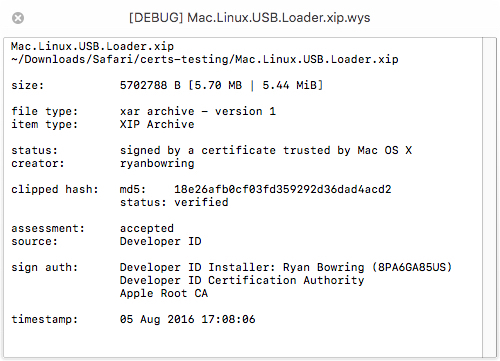 [DEBUG] Mac.Linux.USB.Loader.xip.wys
Mac.Linux.USB.Loader.xip
~/Downloads/Safari/certs-testing/Mac.Linux.USB.Loader.xip
size: 5702788 B [5.70 MB | 5.44 MiB]
file type: xar archive - version 1
item type: XIP Archive
status: signed by a certificate trusted by Mac OS X
creator: ryanbowring
clipped hash: md5: 18e26afb0cf03fd359292d36dad4acd2
status: verified
assessment: accepted
source: Developer ID
sign auth: Developer ID Installer: Ryan Bowring (8PA6GA85US)
Developer ID Certification Authority
Apple Root CA
timestamp: 05 Aug 2016 17:08:06